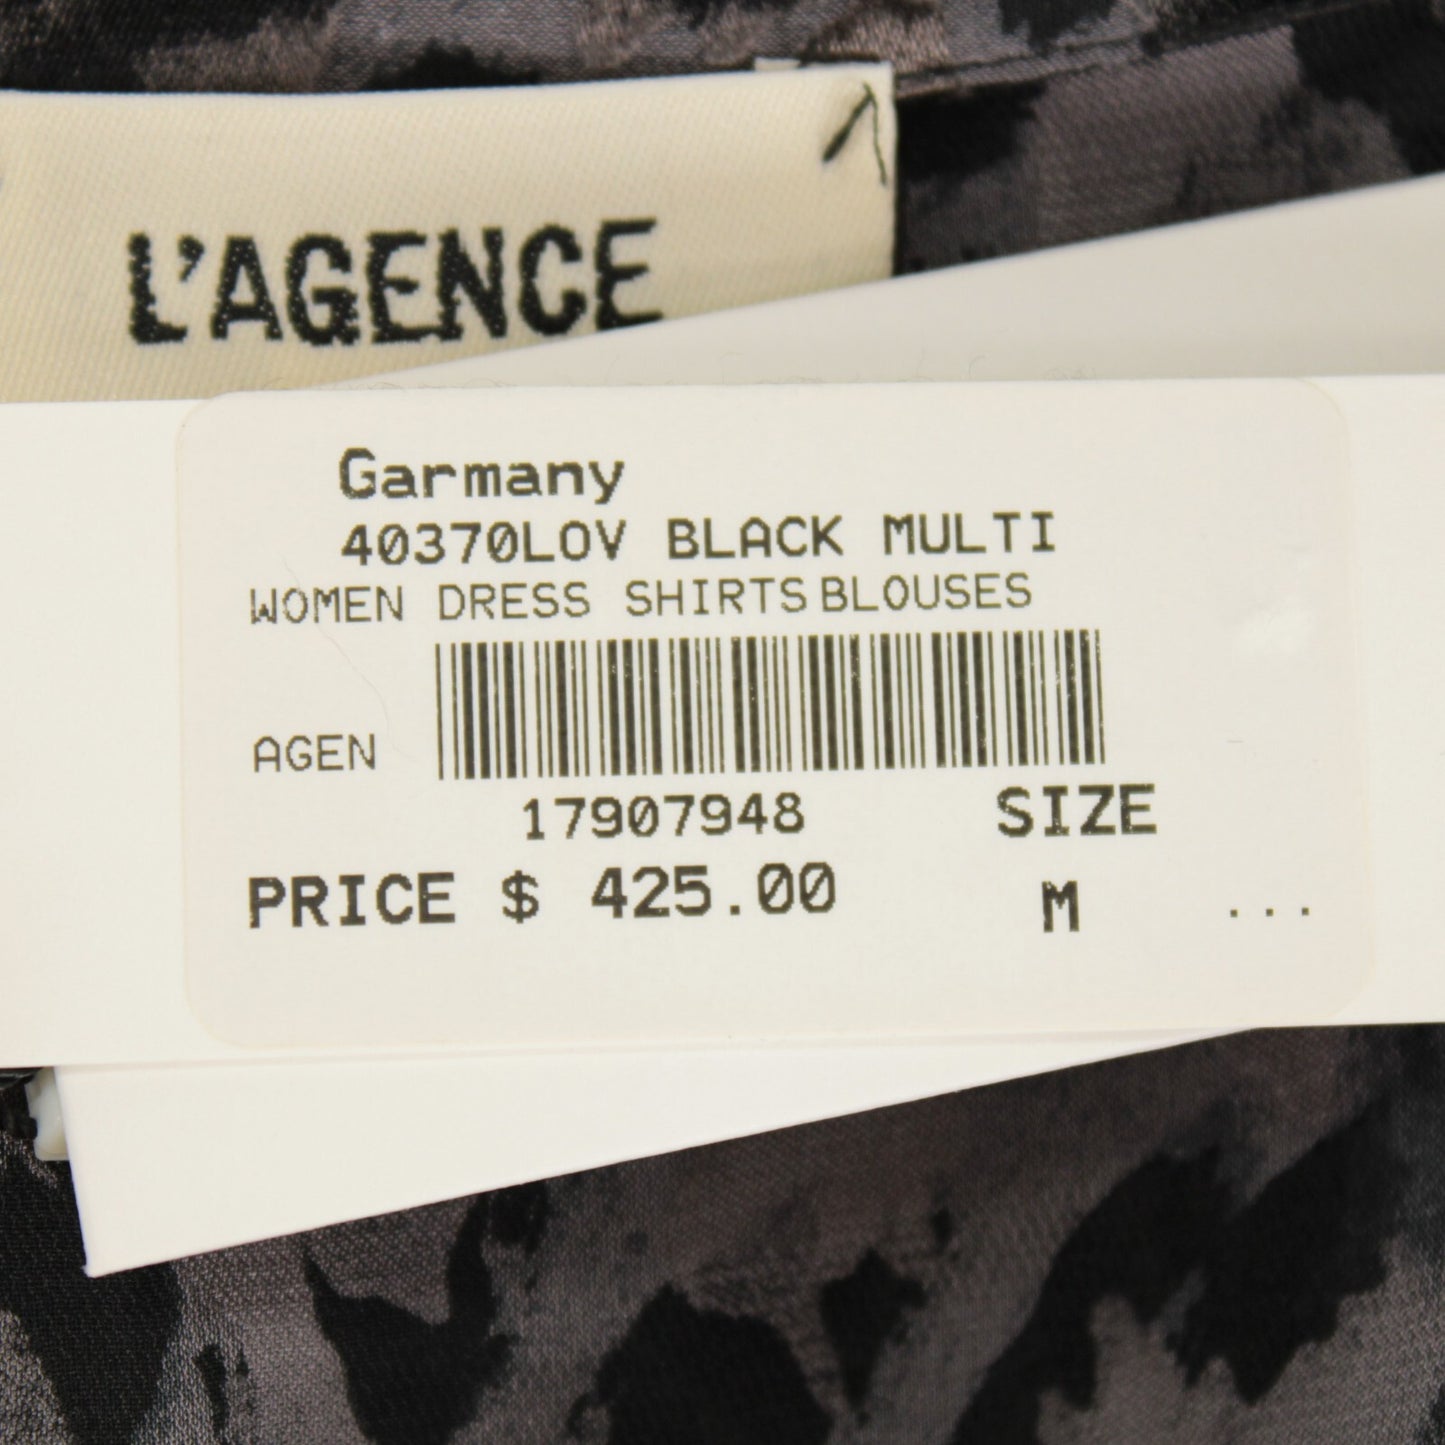 L'AGENCE
Garmany
40370LOV BLACK MULTI
WOMEN DRESS SHIRTS BLOUSES
AGEN
17907948 SIZE
PRICE $ 425.00 M ...